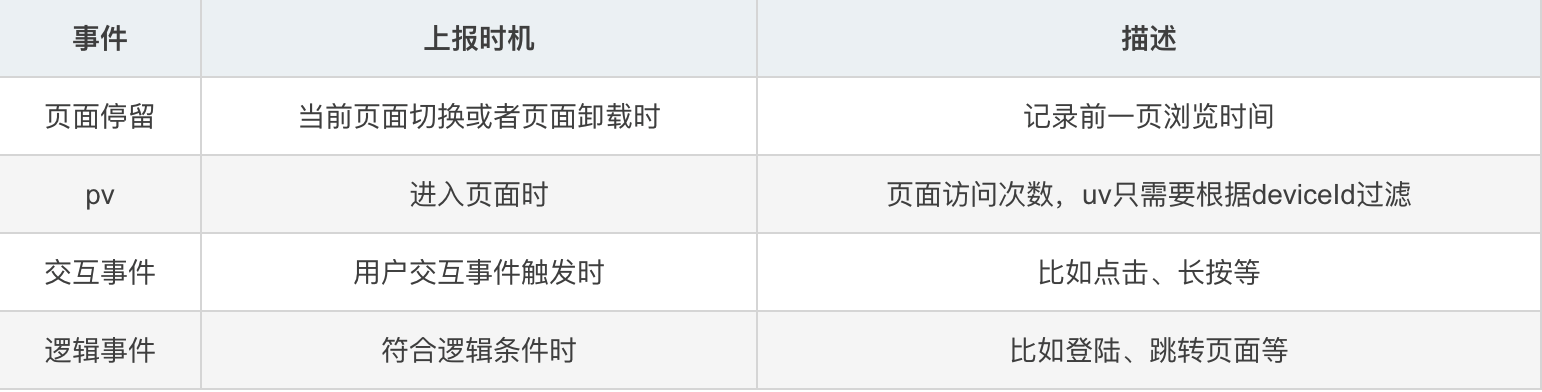 事件 上报时机 描述
页面停留 当前页面切换或者页面卸载时 记录前一页浏览时间
pv 进入页面时 页面访问次数，uv只需要根据deviceId过滤
交互事件 用户交互事件触发时 比如点击、长按等
逻辑事件 符合逻辑条件时 比如登陆、跳转页面等